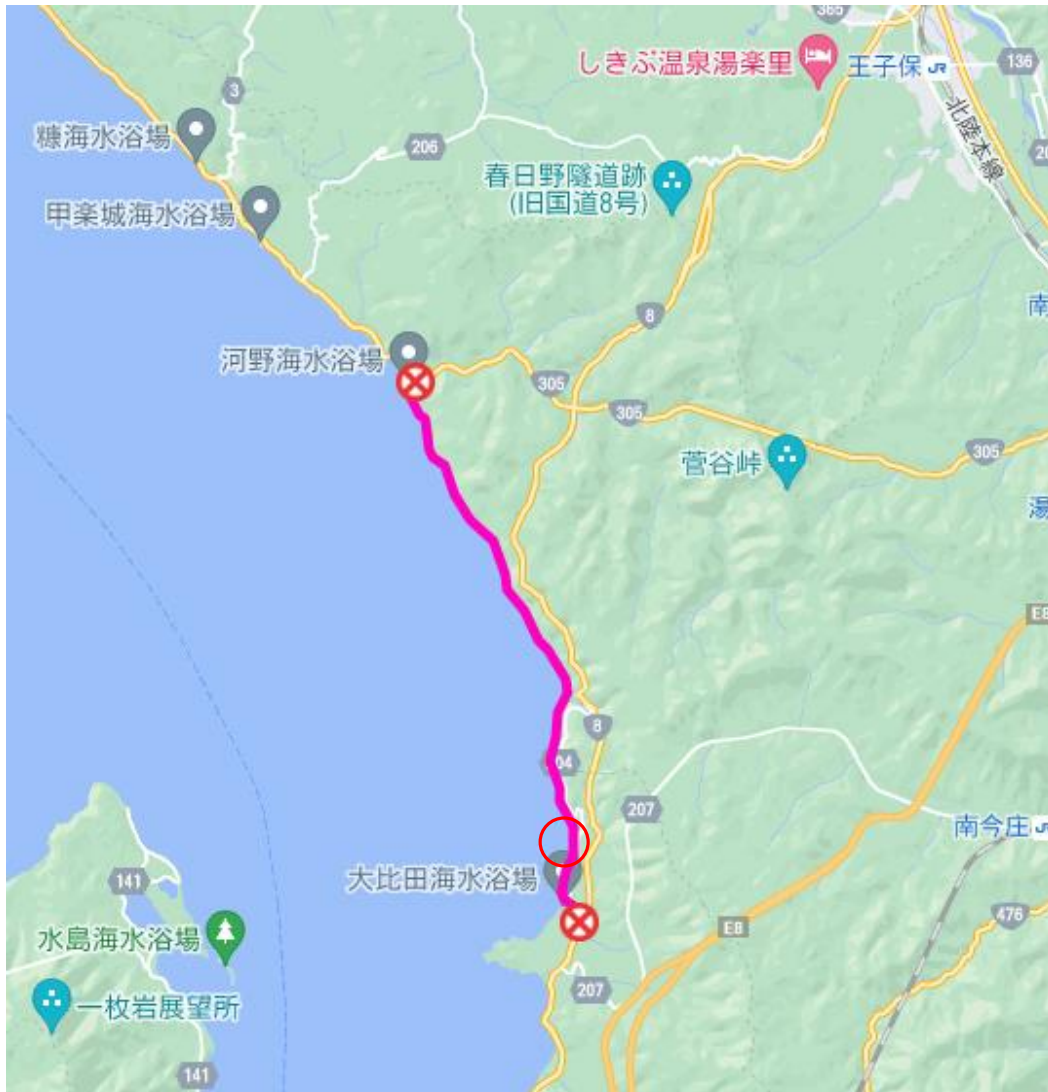 365
しきぶ温泉湯楽里
王子保
136
3
北陸本線
糠海水浴場
206
春日野隧道跡
(旧国道8号)
甲楽城海水浴場
南
8
河野海水浴場
305
305
菅谷峠
305
湯
E8
8
207
南今庄
大比田海水浴場
141
476
水島海水浴場
E8
一枚岩展望所
207
141